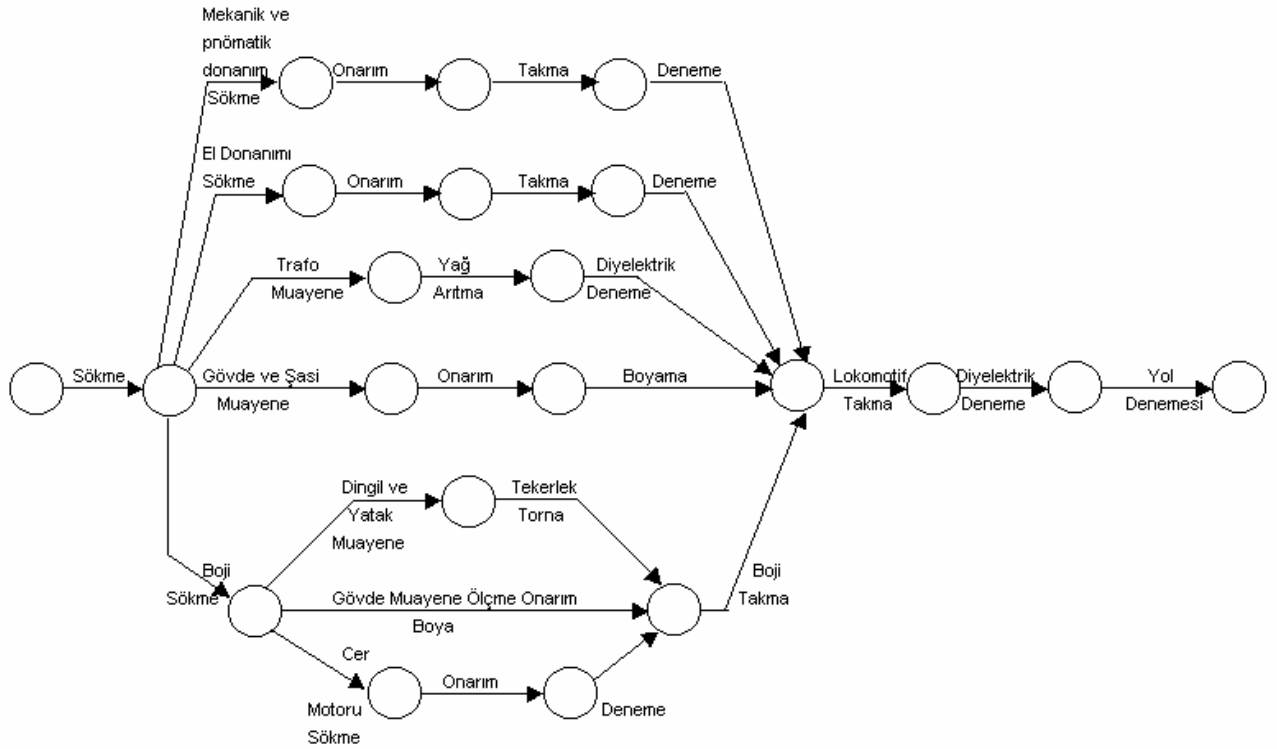 Mekanik ve
pnömatik
donanım
Sökme
Onarım
Takma
Deneme
El Donanımı
Sökme
Onarım
Takma
Deneme
Trafo
Muayene
Yağ
Arıtma
Diyelektrik
Deneme
Sökme
Gövde ve Şasi
Muayene
Onarım
Boyama
Lokomotif
Takma
Diyelektrik
Deneme
Yol
Denemesi
Dingil ve
Yatak
Muayene
Tekerlek
Torna
Boji
Sökme
Gövde Muayene Ölçme Onarım
Boya
Boji
Takma
Cer
Motoru
Sökme
Onarım
Deneme